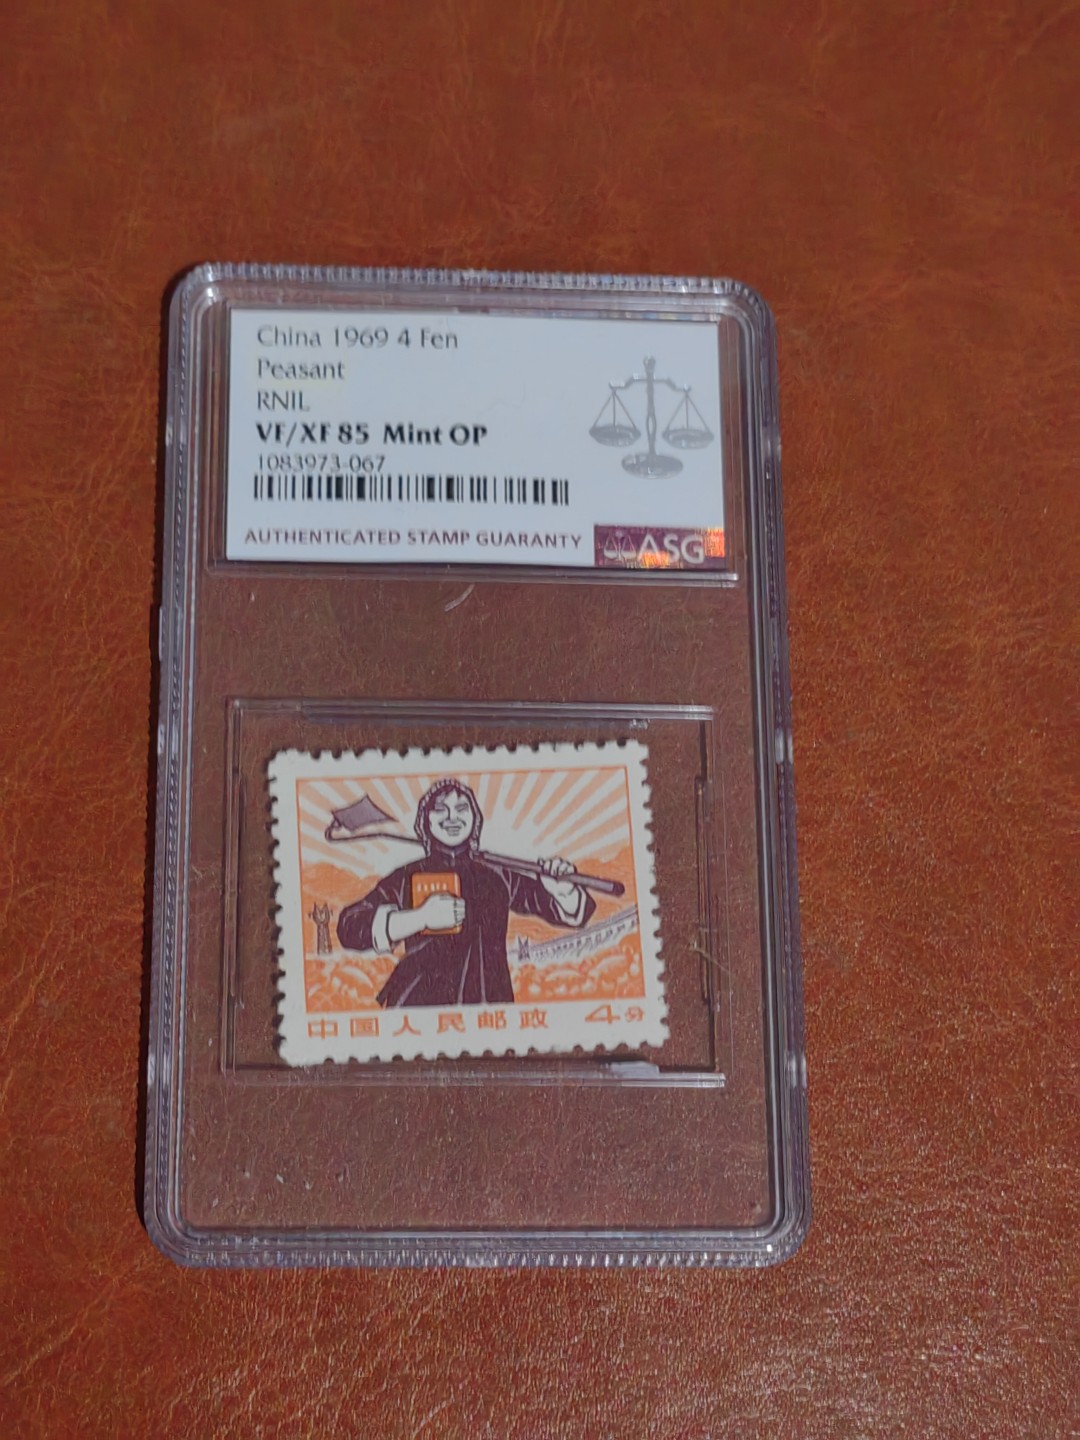 China 1969 4 Fen
Peasant
RNIL
VF/XF 85 Mint OP
1083973-067
AUTHENTICATED STAMP GUARANTY ASG
中国人民邮政 4分